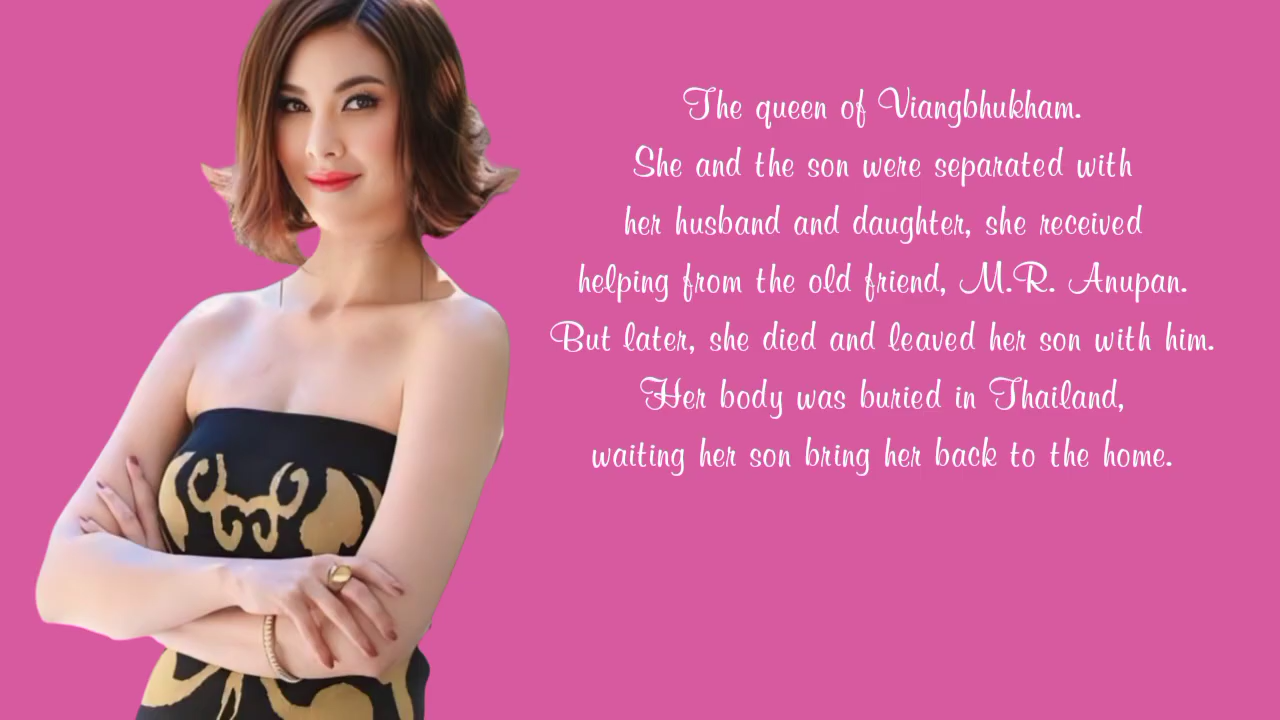 The queen of Viangbhukham.
She and the son were separated with
her husband and daughter, she received
helping from the old friend, M.R. Anupan.
But later, she died and leaved her son with him.
Her body was buried in Thailand,
waiting her son bring her back to the home.